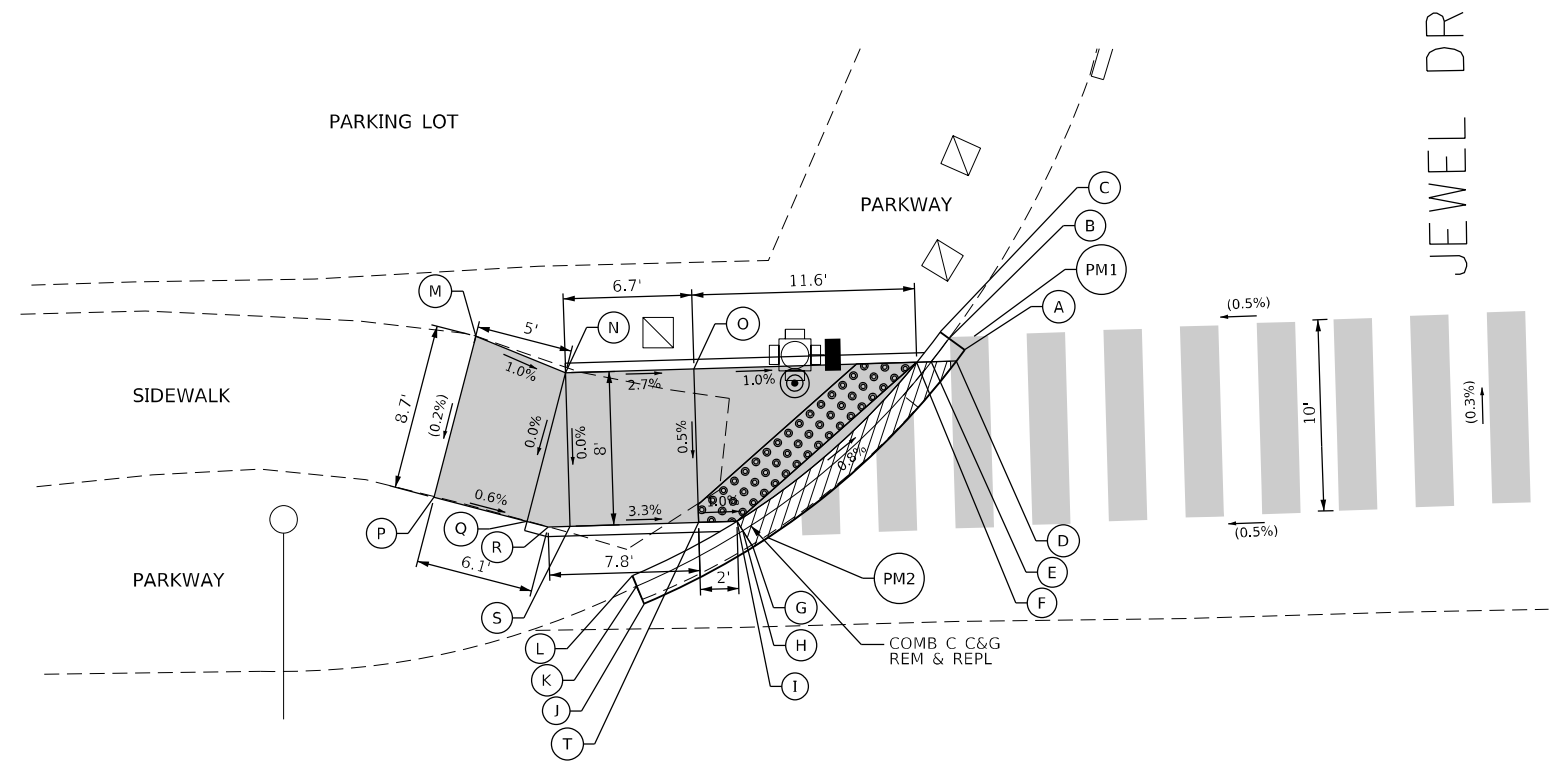 JEWEL DR
PARKING LOT
C
PARKWAY
B
PM1
M
6.7'
11.6'
A
(0.5%)
5'
N
O
1.0%
2.7%
1.0%
SIDEWALK
8.7'
(0.2%)
0.0%
0.0%
8'
0.5%
0.8%
10'
(0.3%)
0.6%
1.0%
P
Q
R
3.3%
(0.5%)
D
6.1'
7.8'
2'
PM2
E
PARKWAY
F
S
G
L
H
COMB C C&G
REM & REPL
K
I
J
T